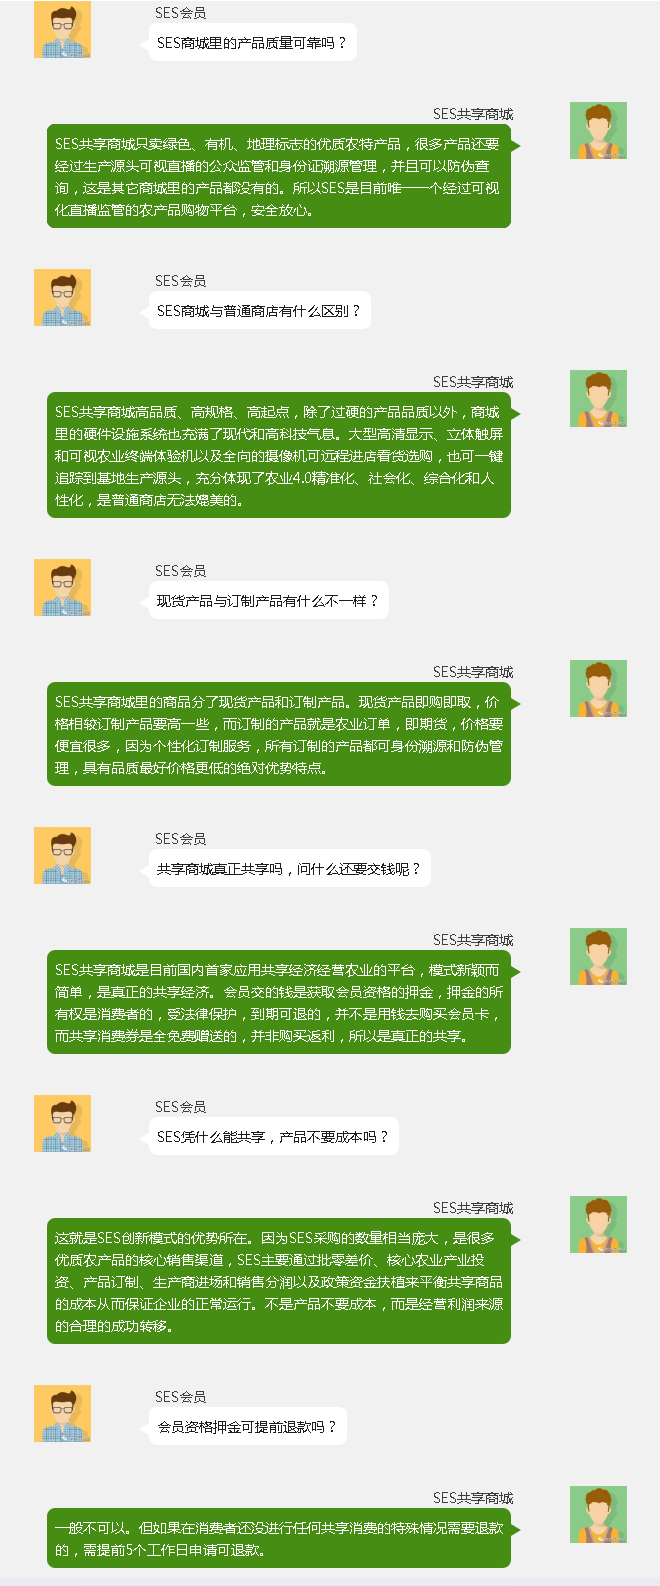 SES会员
SES商城里的产品质量可靠吗？
SES共享商城
SES共享商城只卖绿色、有机、地理标志的优质农特产品，很多产品还要
经过生产源头可视直播的公众监管和身份证溯源管理，并且可以防伪查
询，这是其它商城里的产品都没有的。所以SES是目前唯一一个经过可视
化直播监管的农产品购物平台，安全放心。
SES会员
SES商城与普通商店有什么区别？
SES共享商城
SES共享商城高品质、高规格、高起点，除了过硬的产品品质以外，商城
里的硬件设施系统也充满了现代和高科技气息。大型高清显示、立体触屏
和可视农业终端体验机以及全向的摄像机可远程进店看货选购，也可一键
追踪到基地生产源头，充分体现了农业4.0精准化、社会化、综合化和人
性化，是普通商店无法媲美的。
SES会员
现货产品与订制产品有什么不一样？
SES共享商城
SES共享商城里的商品分了现货产品和订制产品。现货产品即购即取，价
格相较订制产品要高一些，而订制的产品就是农业订单，即期货，价格要
便宜很多，因为个性化订制服务，所有订制的产品都可身份溯源和防伪管
理，具有品质最好价格更低的绝对优势特点。
SES会员
共享商城真正共享吗，问什么还要交钱呢？
SES共享商城
SES共享商城是目前国内首家应用共享经济经营农业的平台，模式新颖而
简单，是真正的共享经济。会员交的钱是获取会员资格的押金，押金的所
有权是消费者的，受法律保护，到期可退的，并不是用钱去购买会员卡，
而共享消费券是全免费赠送的，并非购买返利，所以是真正的共享。
SES会员
SES凭什么能共享，产品不要成本吗？
SES共享商城
这就是SES创新模式的优势所在。因为SES采购的数量相当庞大，是很多
优质农产品的核心销售渠道，SES主要通过批零差价、核心农业产业投
资、产品订制、生产商进场和销售分润以及政策资金扶植来平衡共享商品
的成本从而保证企业的正常运行。不是产品不要成本，而是经营利润来源
的合理的成功转移。
SES会员
会员资格押金可提前退款吗？
SES共享商城
一般不可以。但如果在消费者还没进行任何共享消费的特殊情况需要退款
的，需提前5个工作日申请可退款。